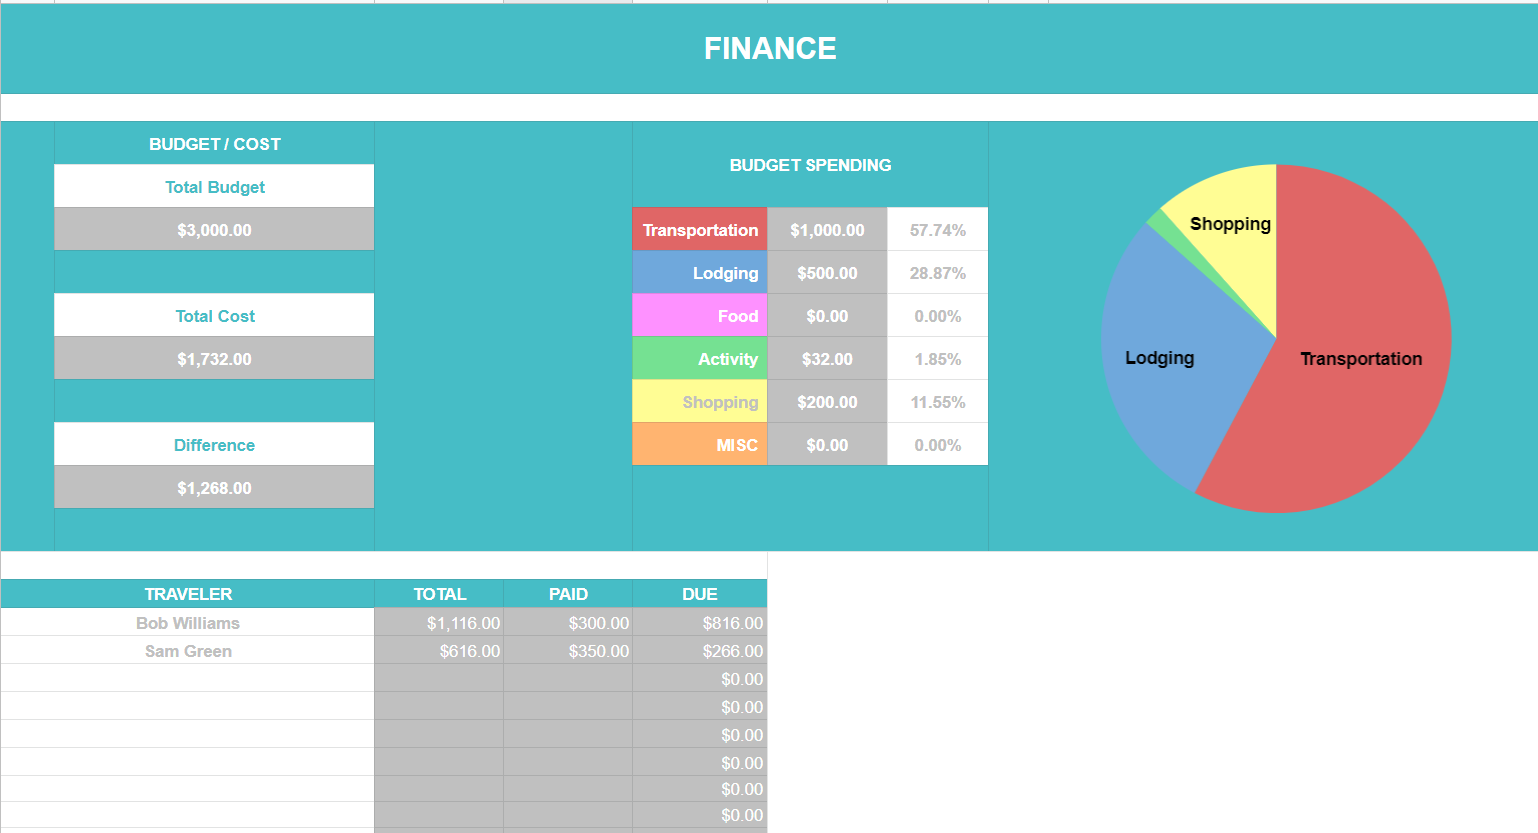 FINANCE
BUDGET / COST
Total Budget
$3,000.00
Total Cost
$1,732.00
Difference
$1,268.00
BUDGET SPENDING
Transportation $1,000.00 57.74%
Lodging $500.00 28.87%
Food $0.00 0.00%
Activity $32.00 1.85%
Shopping $200.00 11.55%
MISC $0.00 0.00%
Shopping
Lodging
Transportation
TRAVELER TOTAL PAID DUE
Bob Williams $1,116.00 $300.00 $816.00
Sam Green $616.00 $350.00 $266.00
$0.00
$0.00
$0.00
$0.00
$0.00
$0.00